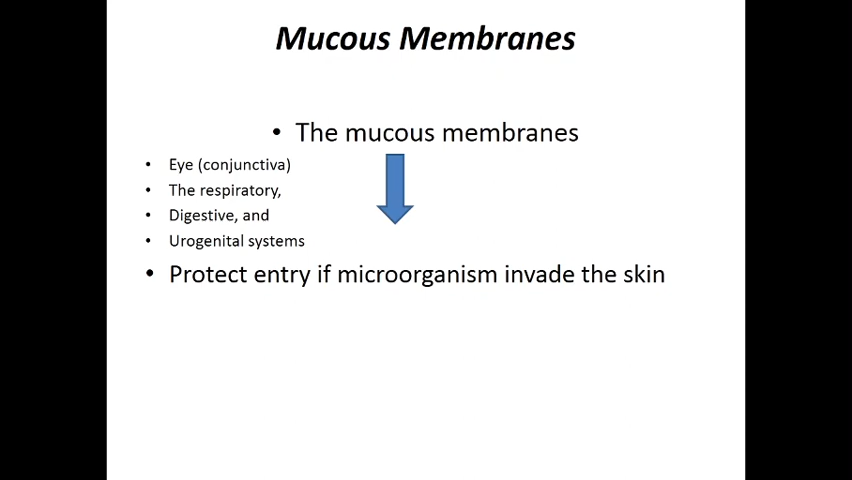 Mucous Membranes
• The mucous membranes
• Eye (conjunctiva)
• The respiratory,
• Digestive, and
• Urogenital systems
• Protect entry if microorganism invade the skin